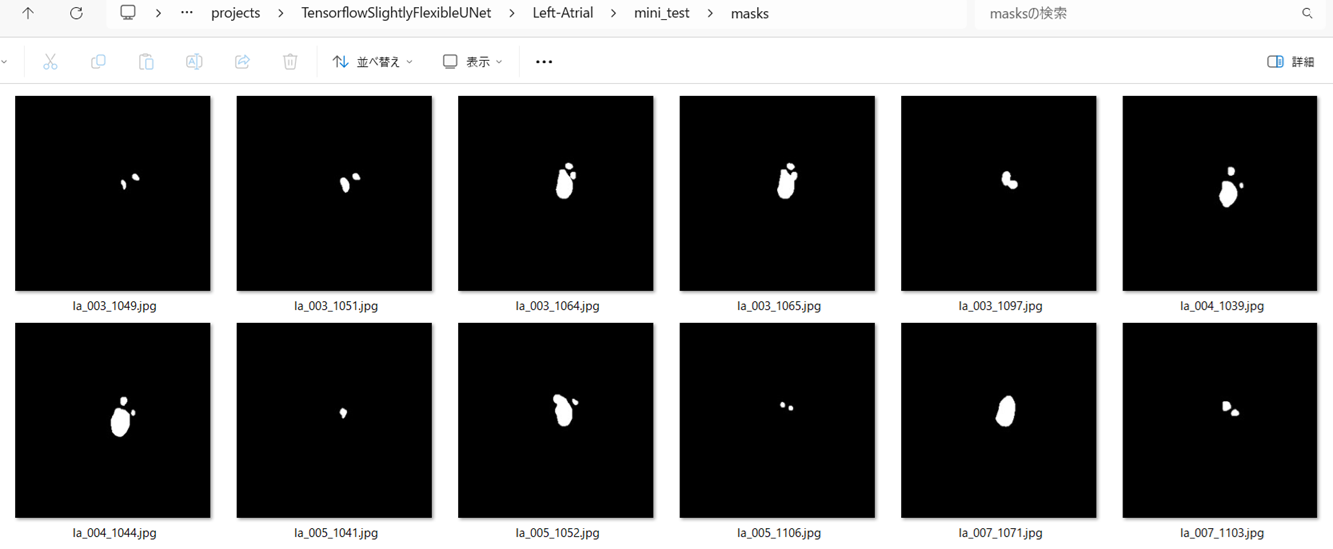 projects > TensorflowSlightlyFlexibleUNet > Left-Atrial > mini_test > masks
masksの検索
並べ替え 表示 詳細
la_003_1049.jpg la_003_1051.jpg la_003_1064.jpg la_003_1065.jpg la_003_1097.jpg la_004_1039.jpg
la_004_1044.jpg la_005_1041.jpg la_005_1052.jpg la_005_1106.jpg la_007_1071.jpg la_007_1103.jpg